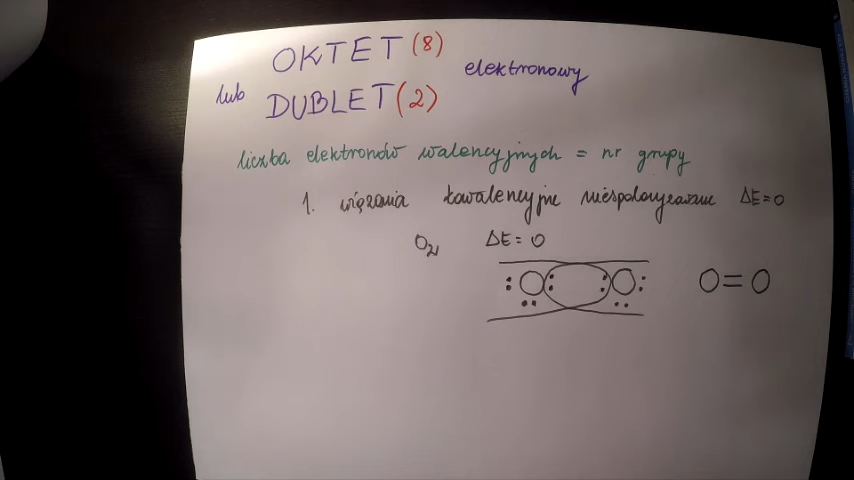 OKTET (8)
lub elektronowy
DUBLET (2)
liczba elektronów walencyjnych = nr grupy
1. wiązania kowalencyjne niespolaryzowane ΔE=0
O₂ ΔE=0
:O: :O: O=O